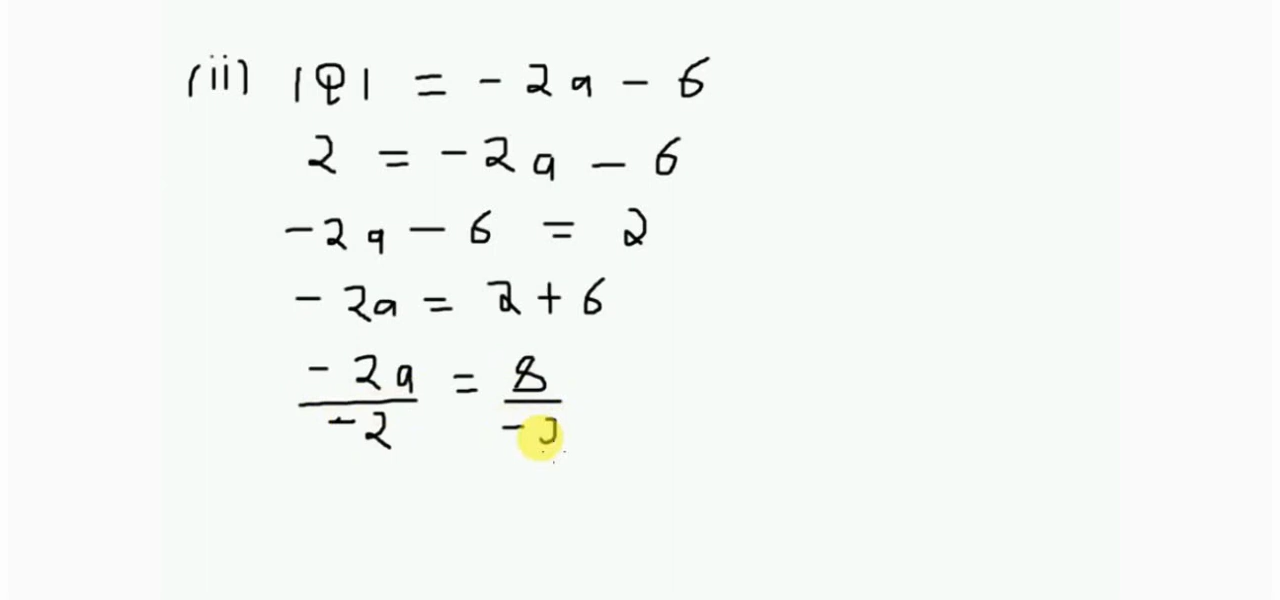 (ii) |Q| = - 2a - 6
2 = - 2a - 6
- 2a - 6 = 2
- 2a = 2 + 6
- 2a = 8
-2 -